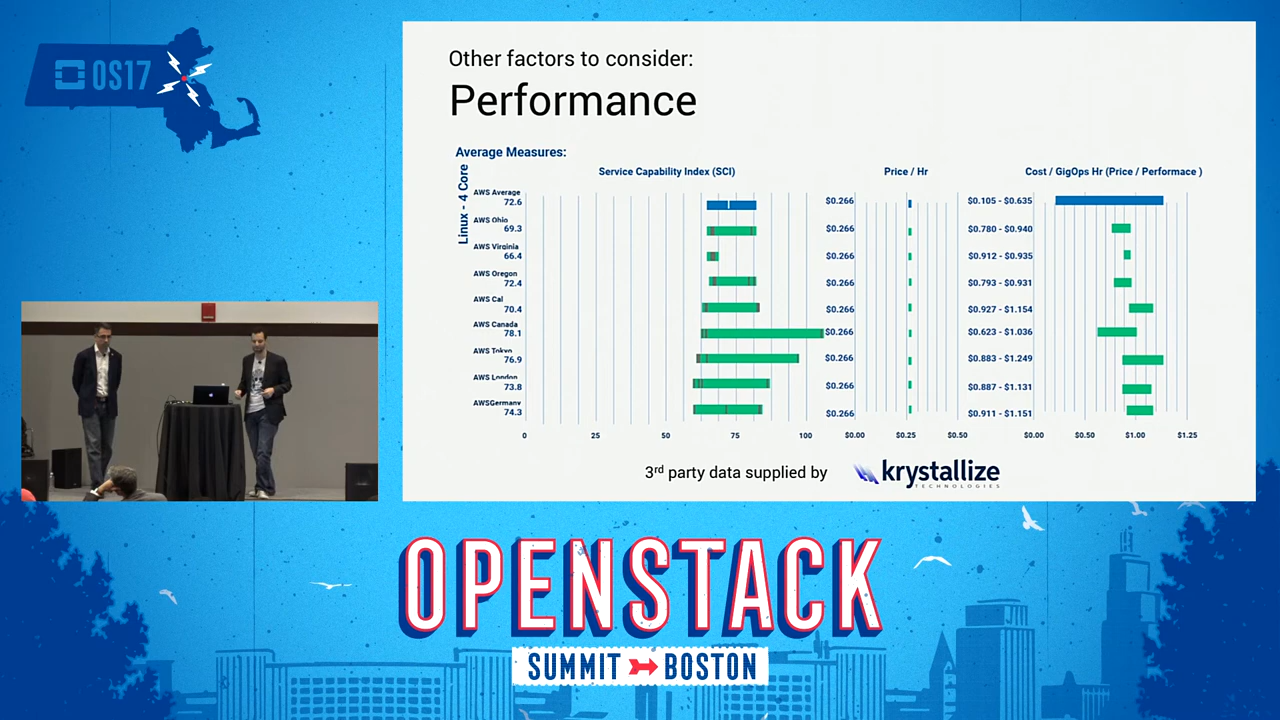 OS17
Other factors to consider:
Performance
Average Measures:
Service Capability Index (SCI)
Price / Hr
Cost / GigOps Hr (Price / Performace )
Linux - 4 Core
AWS Average
72.6
$0.266
$0.105 - $0.635
AWS Ohio
69.3
$0.266
$0.780 - $0.940
AWS Virginia
66.4
$0.266
$0.912 - $0.935
AWS Oregon
72.4
$0.266
$0.793 - $0.931
AWS Cal
70.4
$0.266
$0.927 - $1.154
AWS Canada
78.1
$0.266
$0.623 - $1.036
AWS Tokyo
76.9
$0.266
$0.883 - $1.249
AWS London
73.8
$0.266
$0.887 - $1.131
AWSGermany
74.3
$0.266
$0.911 - $1.151
0 25 50 75 100
$0.00 $0.25 $0.50
$0.00 $0.50 $1.00 $1.25
3rd party data supplied by
krystallize
TECHNOLOGIES
OPENSTACK
SUMMIT BOSTON